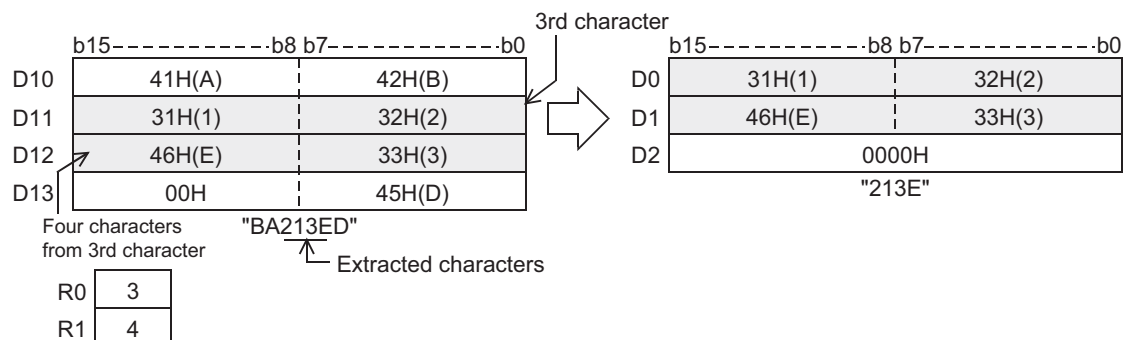 3rd character
b15 b8 b7 b0
D10 41H(A) 42H(B)
D11 31H(1) 32H(2)
D12 46H(E) 33H(3)
D13 00H 45H(D)
Four characters
from 3rd character
"BA213ED"
Extracted characters
R0 3
R1 4
b15 b8 b7 b0
D0 31H(1) 32H(2)
D1 46H(E) 33H(3)
D2 0000H
"213E"